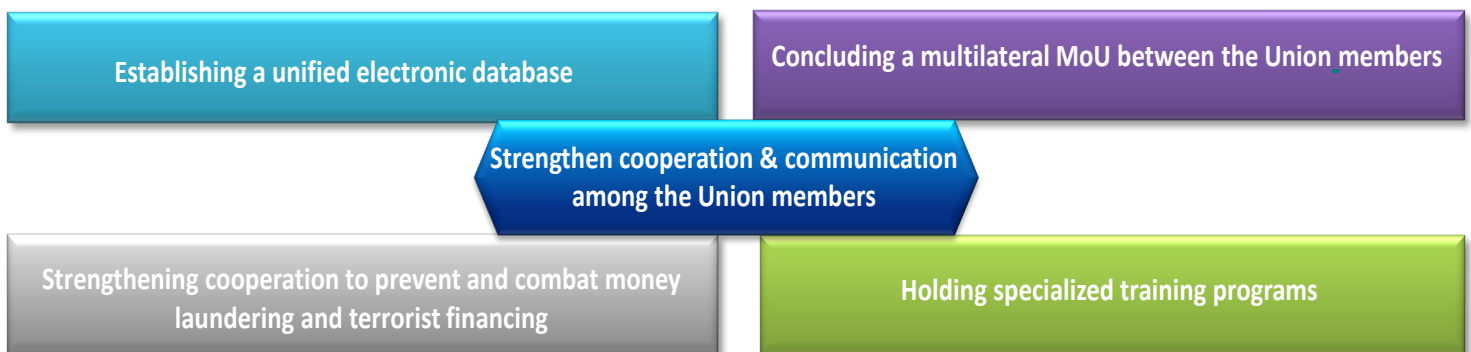 Establishing a unified electronic database
Concluding a multilateral MoU between the Union members
Strengthen cooperation & communication
among the Union members
Strengthening cooperation to prevent and combat money
laundering and terrorist financing
Holding specialized training programs